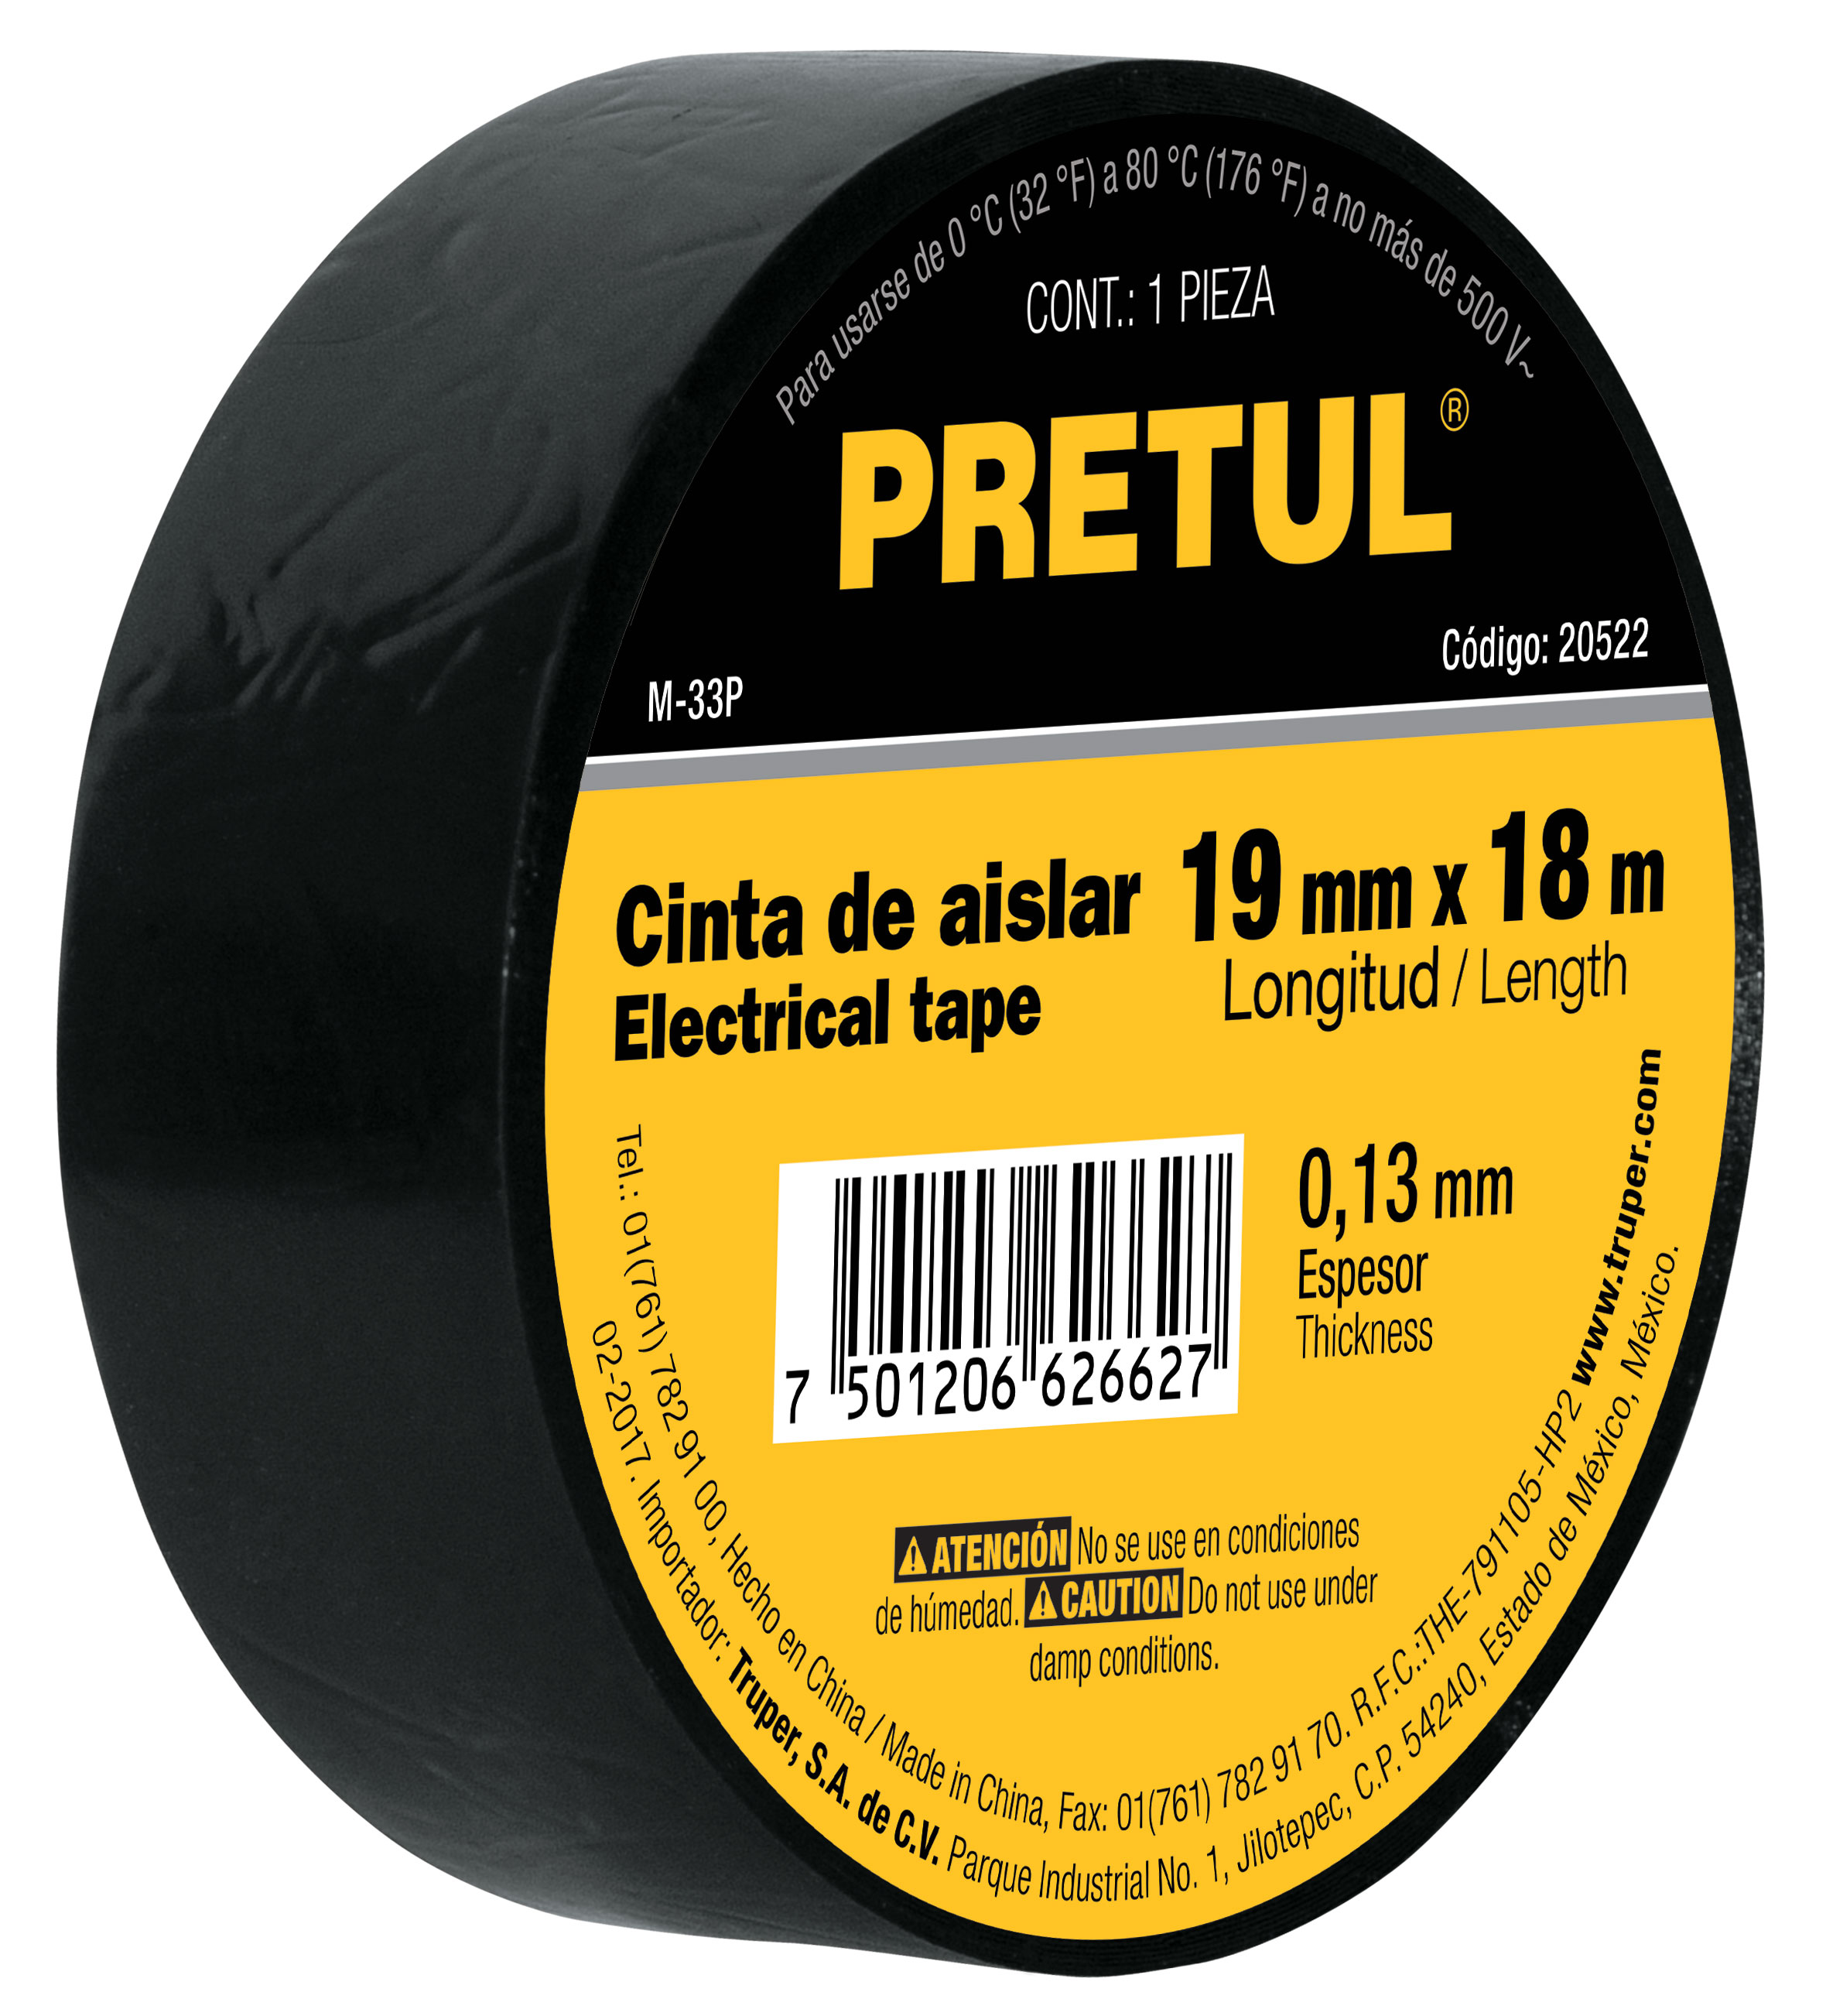 Para usarse de 0 °C (32 °F) a 80 °C (176 °F) a no más de 500 V~
CONT.: 1 PIEZA
PRETUL®
M-33P
Código: 20522
Cinta de aislar 19 mm x 18 m
Electrical tape
Longitud / Length
0,13 mm
Espesor
Thickness
7 501206 626627
⚠ ATENCIÓN No se use en condiciones
de húmedad. ⚠ CAUTION Do not use under
damp conditions.
Tel.: 01(761) 782 91 00, Hecho en China / Made in China, Fax: 01(761) 782 91 70. R.F.C.:THE-791105-HP2 www.truper.com
02-2017. Importador: Truper, S.A. de C.V. Parque Industrial No. 1, Jilotepec, C.P. 54240, Estado de México, México.